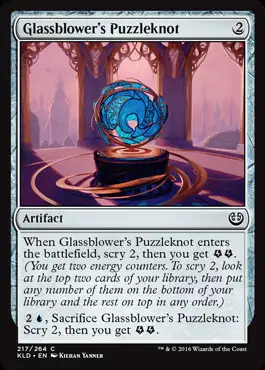 Glassblower's Puzzleknot 2
Artifact
When Glassblower's Puzzleknot enters
the battlefield, scry 2, then you get
(You get two energy counters. To scry 2, look
at the top two cards of your library, then put
any number of them on the bottom of your
library and the rest on top in any order.)
2 , Sacrifice Glassblower's Puzzleknot:
Scry 2, then you get .
217/264 C
KLD • EN KIERAN YANNER
™ & © 2016 Wizards of the Coast